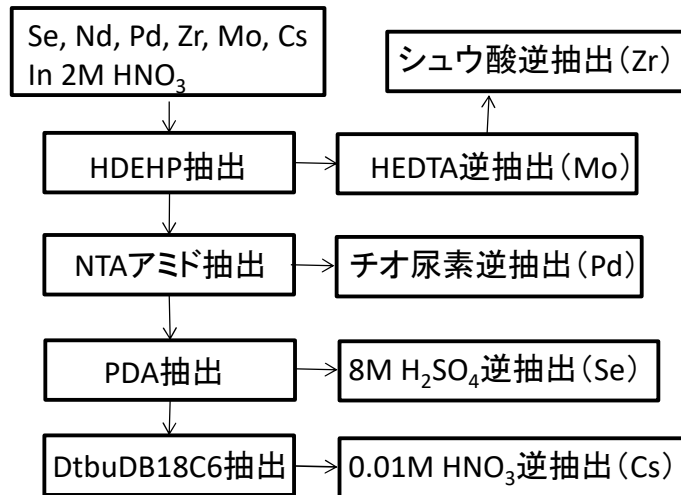 Se, Nd, Pd, Zr, Mo, Cs
In 2M HNO₃
シュウ酸逆抽出(Zr)
HDEHP抽出
HEDTA逆抽出(Mo)
NTAアミド抽出
チオ尿素逆抽出(Pd)
PDA抽出
8M H₂SO₄逆抽出(Se)
DtbuDB18C6抽出
0.01M HNO₃逆抽出(Cs)